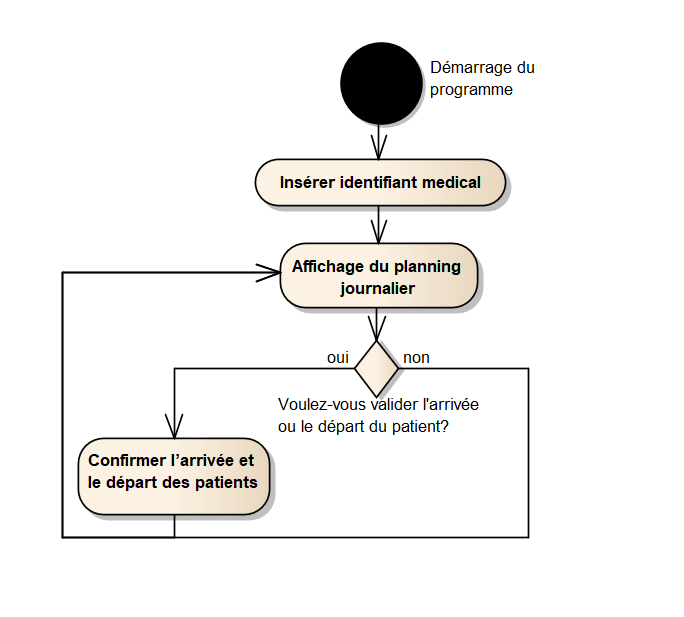 Démarrage du
programme
Insérer identifiant medical
Affichage du planning
journalier
oui
non
Voulez-vous valider l'arrivée
ou le départ du patient?
Confirmer l’arrivée et
le départ des patients